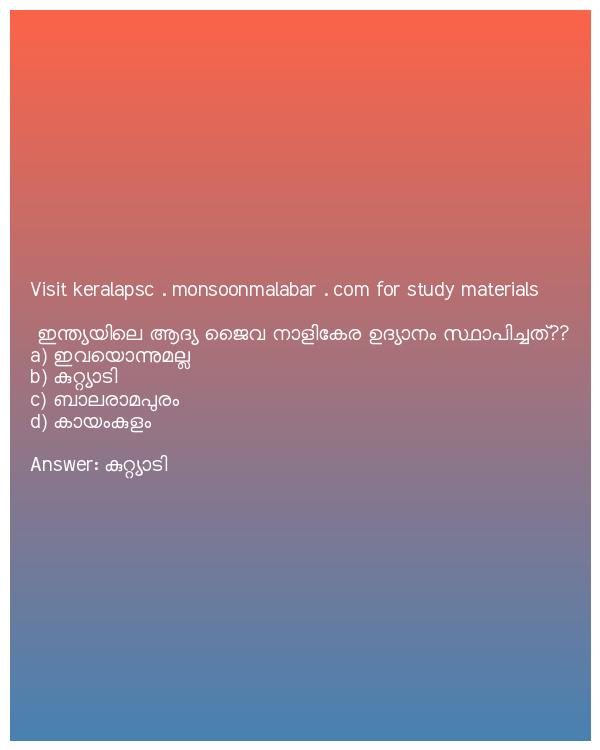 Visit keralapsc . monsoonmalabar . com for study materials
ഇന്ത്യയിലെ ആദ്യ ജൈവ നാളികേര ഉദ്യാനം സ്ഥാപിച്ചത്??
a) ഇവയൊന്നുമല്ല
b) കുറ്റ്യാടി
c) ബാലരാമപുരം
d) കായംകുളം
Answer: കുറ്റ്യാടി